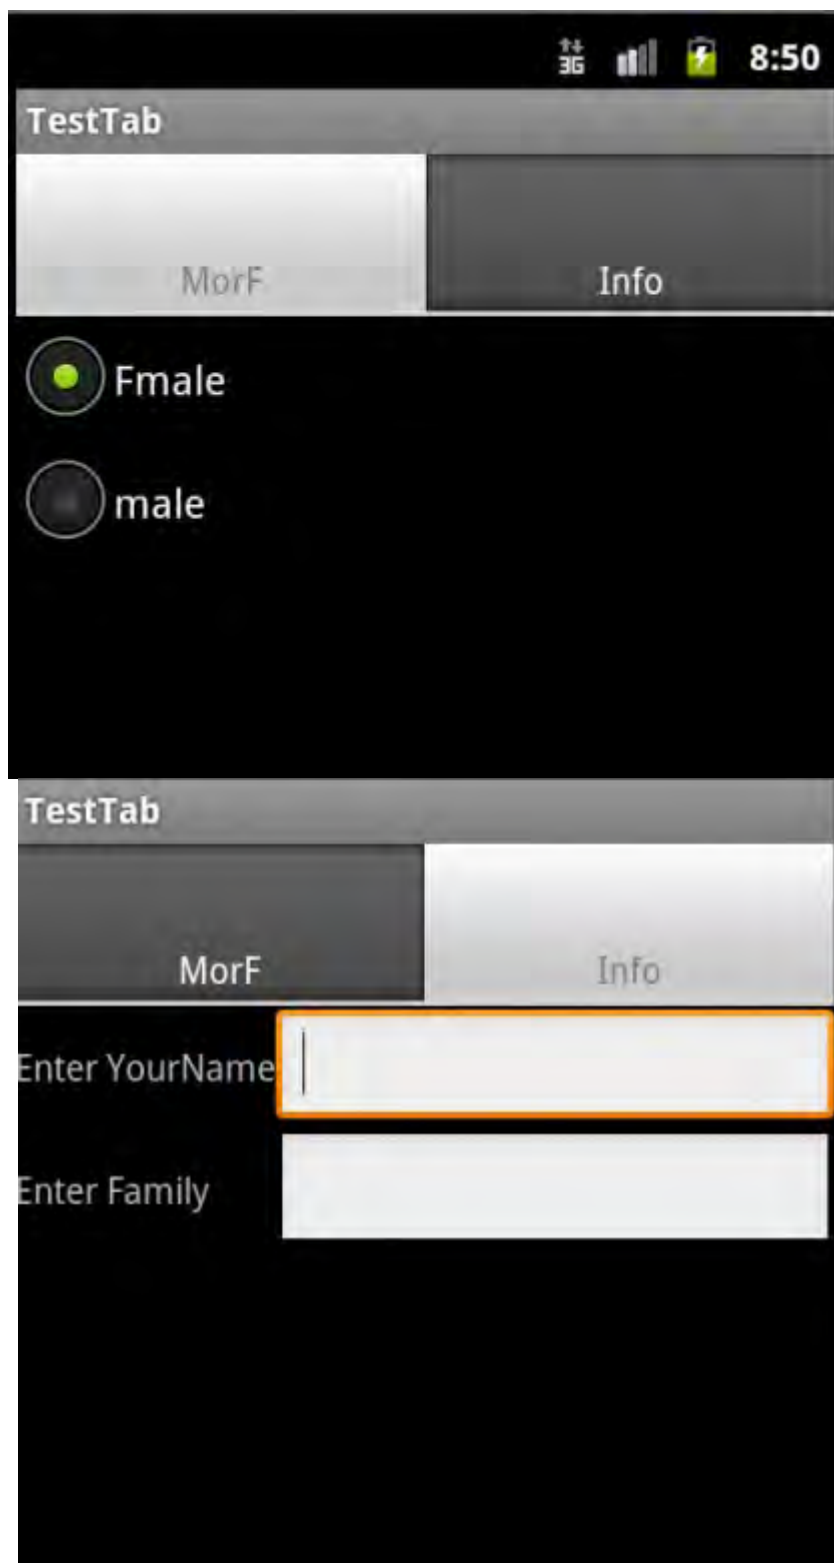 3G 8:50
TestTab
MorF Info
Fmale
male
TestTab
MorF Info
Enter YourName
Enter Family